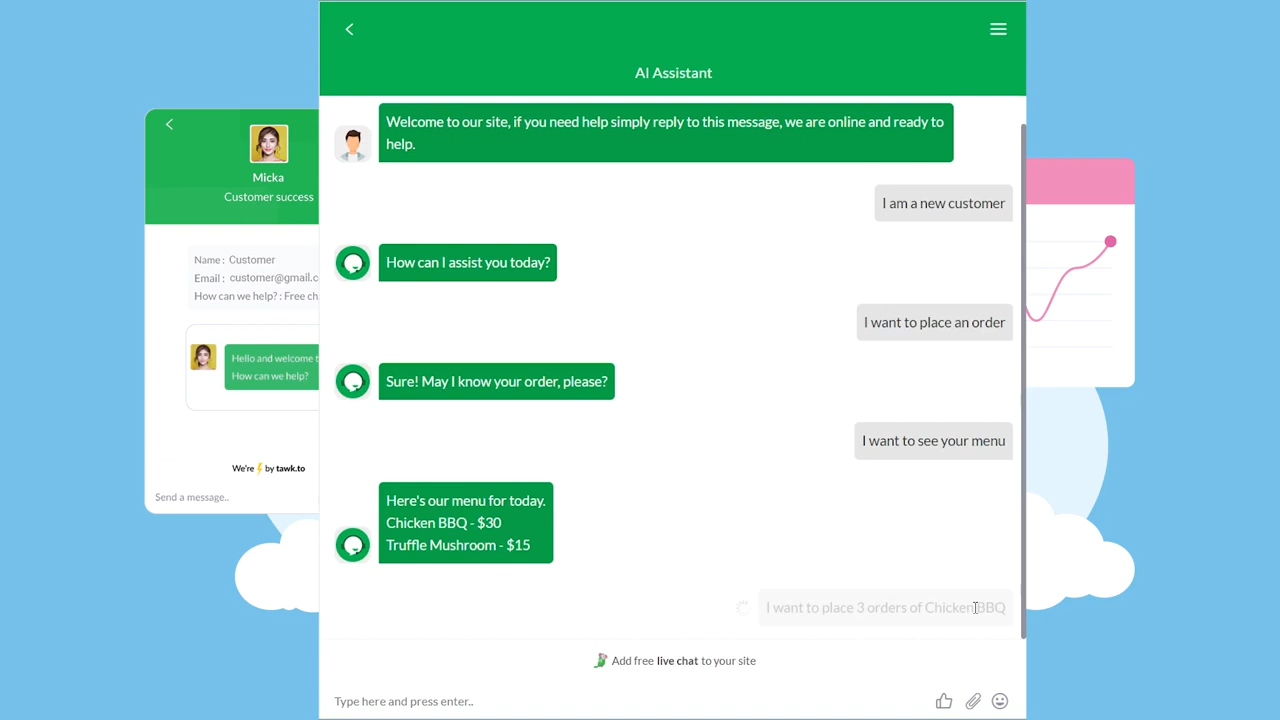 AI Assistant
Welcome to our site, if you need help simply reply to this message, we are online and ready to
help.
I am a new customer
How can I assist you today?
I want to place an order
Sure! May I know your order, please?
I want to see your menu
Here's our menu for today.
Chicken BBQ - $30
Truffle Mushroom - $15
I want to place 3 orders of Chicken BBQ
Add free live chat to your site
Type here and press enter..
Micka
Customer success
Name : Customer
Email : customer@gmail.c
How can we help? : Free ch
Hello and welcome t
How can we help?
We're by tawk.to
Send a message..